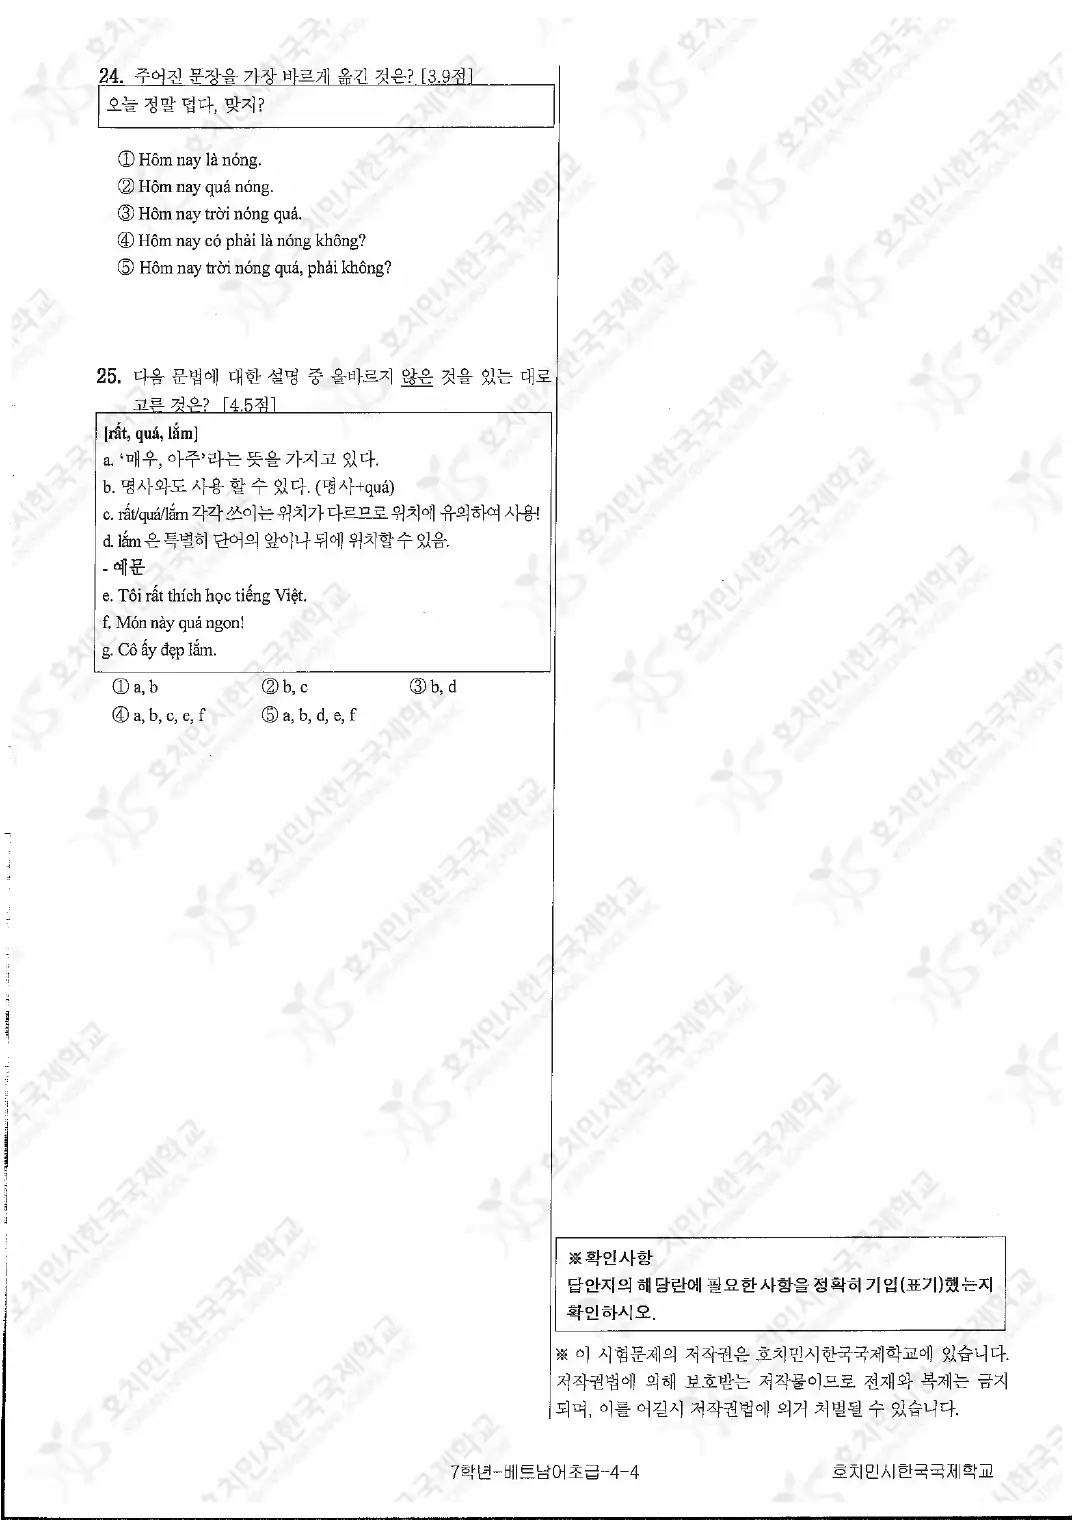 24. 주어진 문장을 가장 바르게 옮긴 것은? [3.9점]
오늘 정말 덥다, 맞지?
① Hôm nay là nóng.
② Hôm nay quá nóng.
③ Hôm nay trời nóng quá.
④ Hôm nay có phải là nóng không?
⑤ Hôm nay trời nóng quá, phải không?
25. 다음 문법에 대한 설명 중 올바르지 않은 것을 있는 대로
고른 것은? [4.5점]
[rất, quá, lắm]
a. '매우, 아주'라는 뜻을 가지고 있다.
b. 명사와도 사용 할 수 있다. (명사+quá)
c. rất/quá/lắm 각각 쓰이는 위치가 다르므로 위치에 유의하여 사용!
d. lắm 은 특별히 단어의 앞이나 뒤에 위치할 수 있음.
- 예문
e. Tôi rất thích học tiếng Việt.
f. Món này quá ngon!
g. Cô ấy đẹp lắm.
① a, b ② b, c ③ b, d
④ a, b, c, e, f ⑤ a, b, d, e, f
※확인사항
답안지의 해당란에 필요한 사항을 정확히 기입(표기)했는지
확인하시오.
※ 이 시험문제의 저작권은 호치민시한국국제학교에 있습니다.
저작권법에 의해 보호받는 저작물이므로 전재와 복제는 금지
되며, 이를 어길시 저작권법에 의거 처벌될 수 있습니다.
7학년-베트남어초급-4-4 호치민시한국국제학교